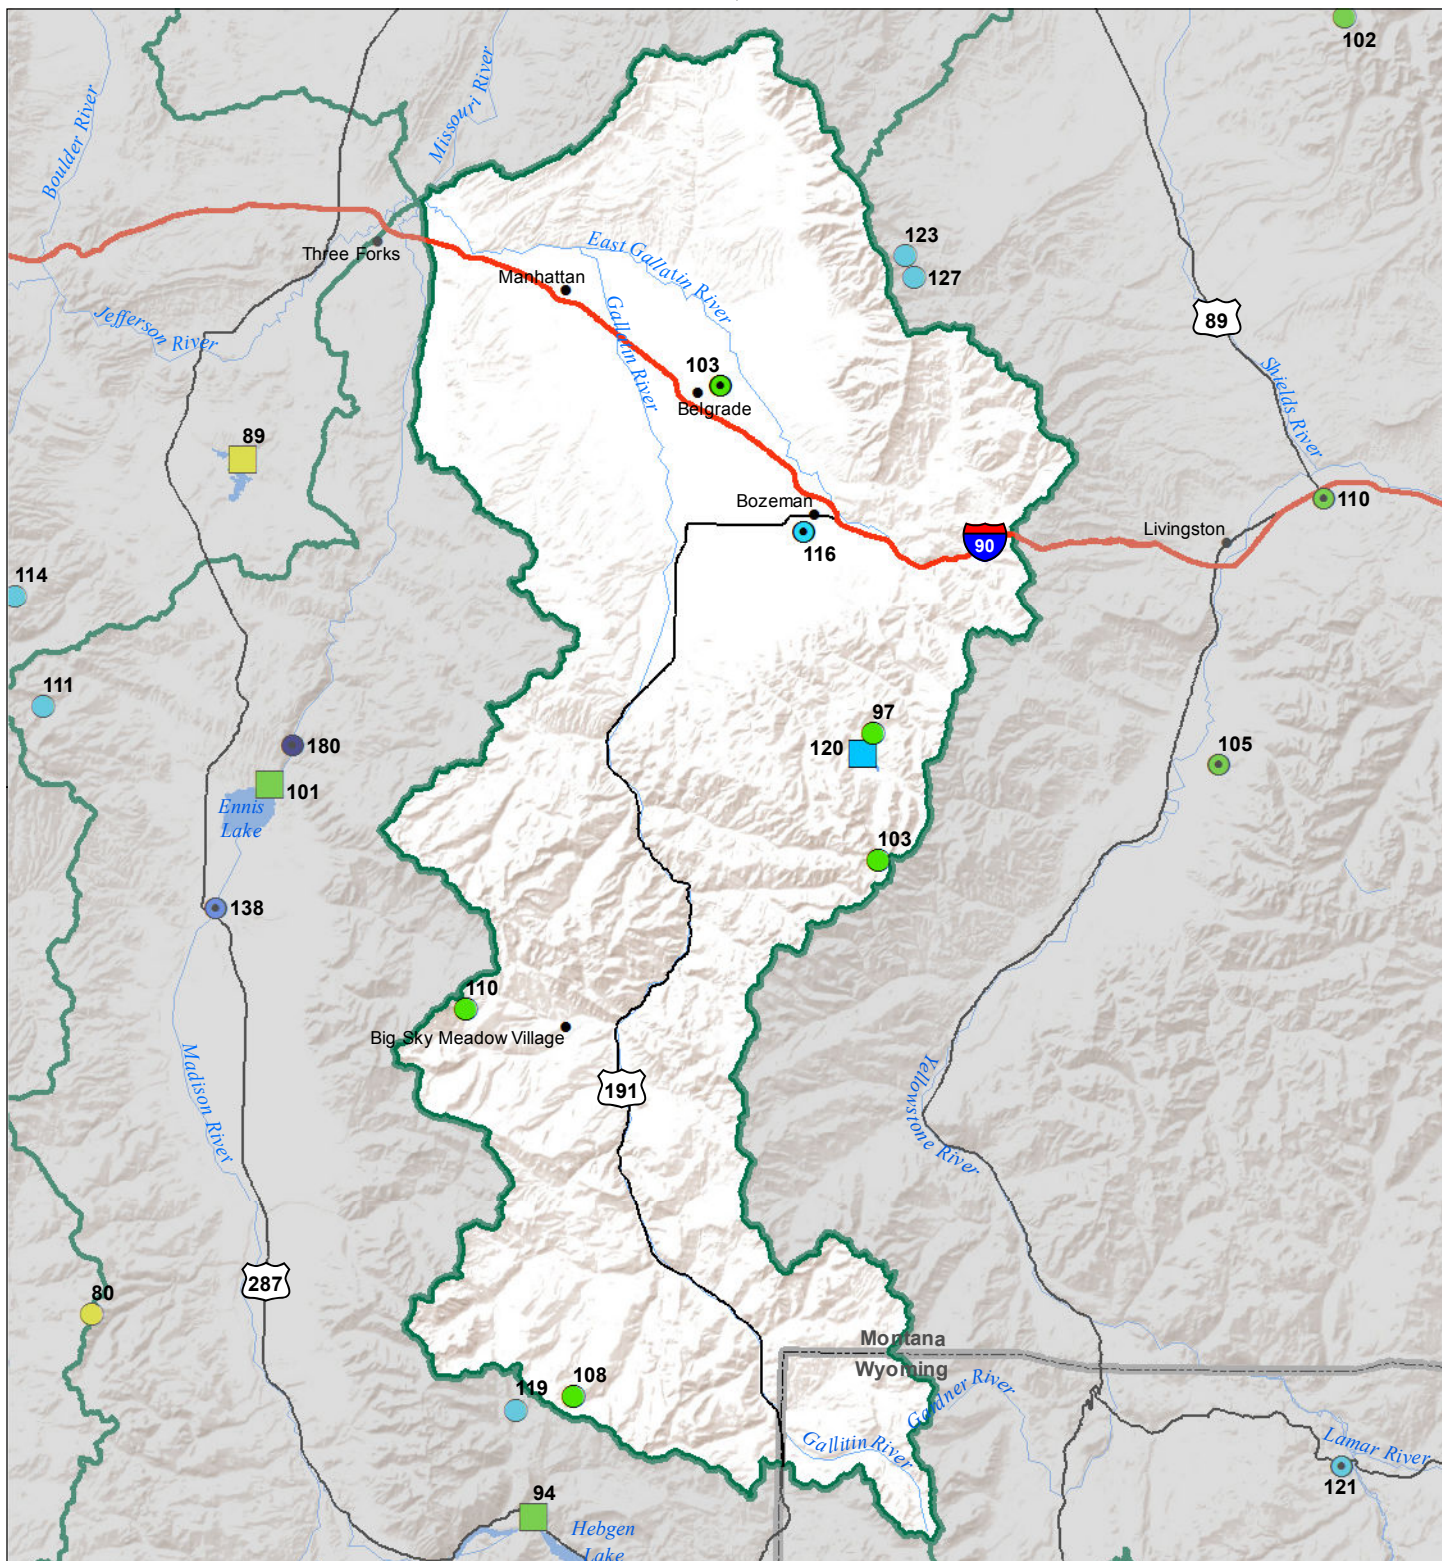 102
Missouri River
Boulder River
123
Three Forks
East Gallatin River
127
Manhattan
Jefferson River
Gallatin River
89
103
Shields River
Belgrade
89
Bozeman
110
Livingston
116
90
114
111
97
180
120
105
101
Ennis
Lake
103
138
110
Big Sky Meadow Village
Madison River
191
Yellowstone River
287
80
Montana
Wyoming
108
119
Gardner River
Gallitin River
Lamar River
121
94
Hebgen
Lake